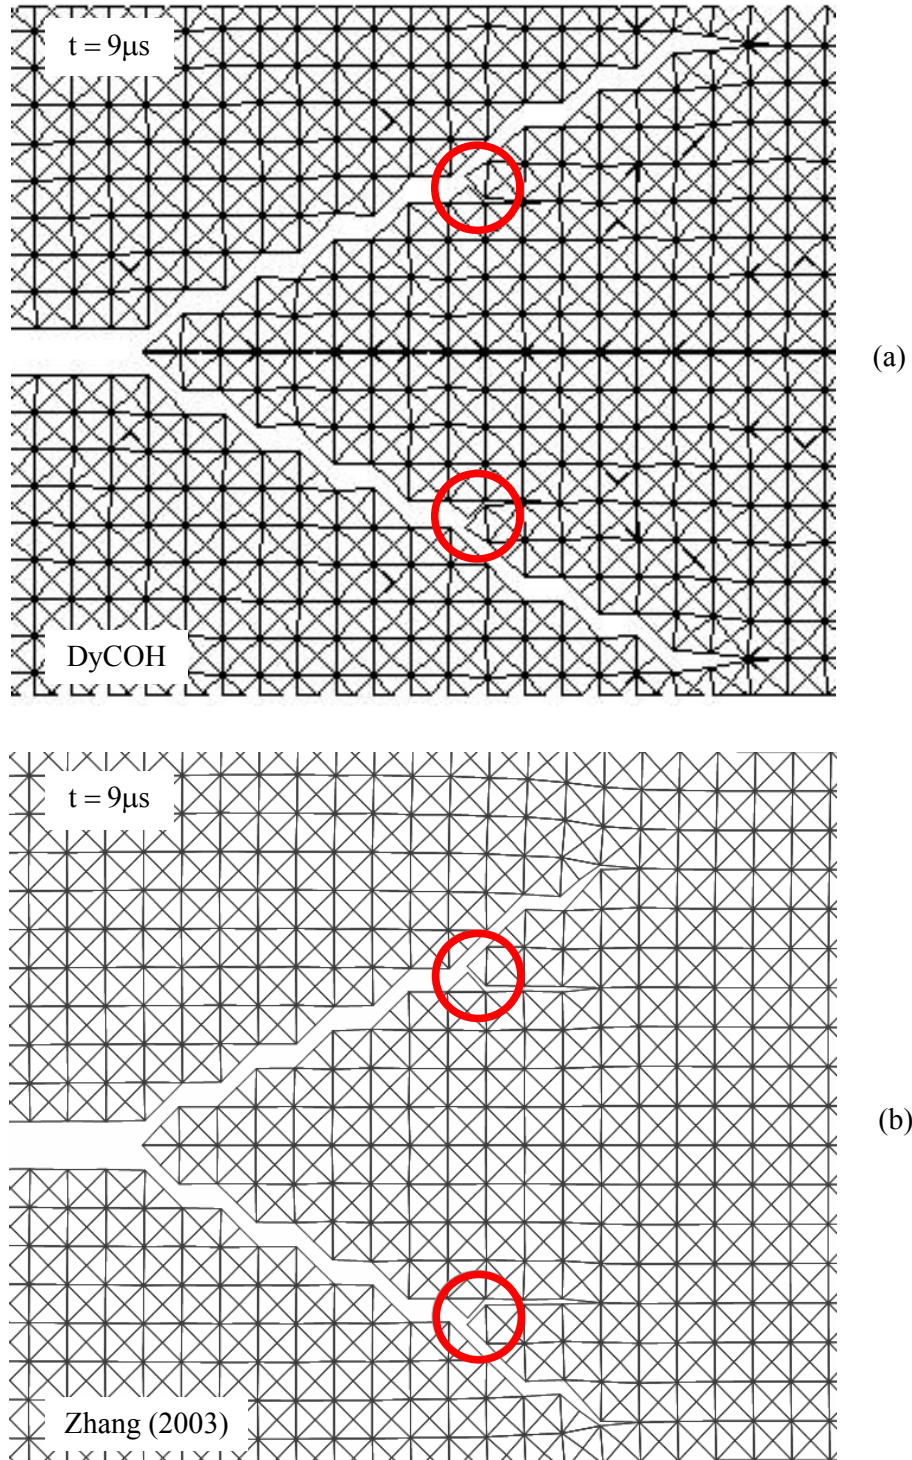 t = 9μs
(a)
DyCOH
t = 9μs
(b)
Zhang (2003)